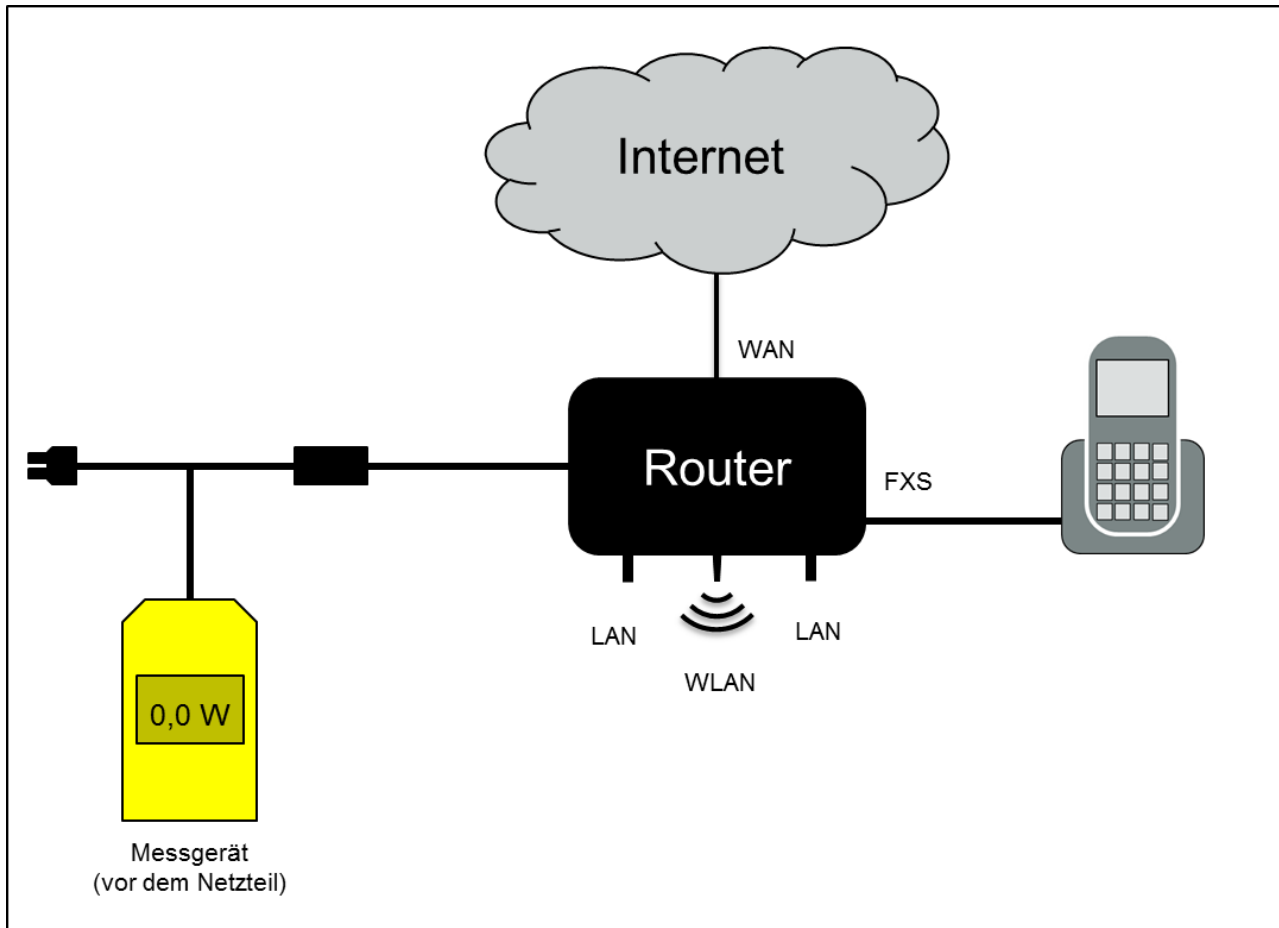 Internet
WAN
Router
FXS
LAN
LAN
WLAN
0,0 W
Messgerät
(vor dem Netzteil)